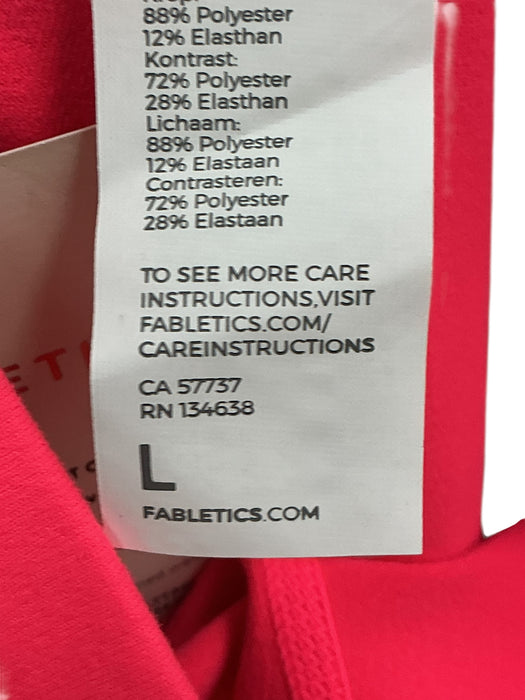 88% Polyester
12% Elasthan
Kontrast:
72% Polyester
28% Elasthan
Lichaam:
88% Polyester
12% Elastaan
Contrasteren:
72% Polyester
28% Elastaan
TO SEE MORE CARE
INSTRUCTIONS,VISIT
FABLETICS.COM/
CAREINSTRUCTIONS
CA 57737
RN 134638
L
FABLETICS.COM